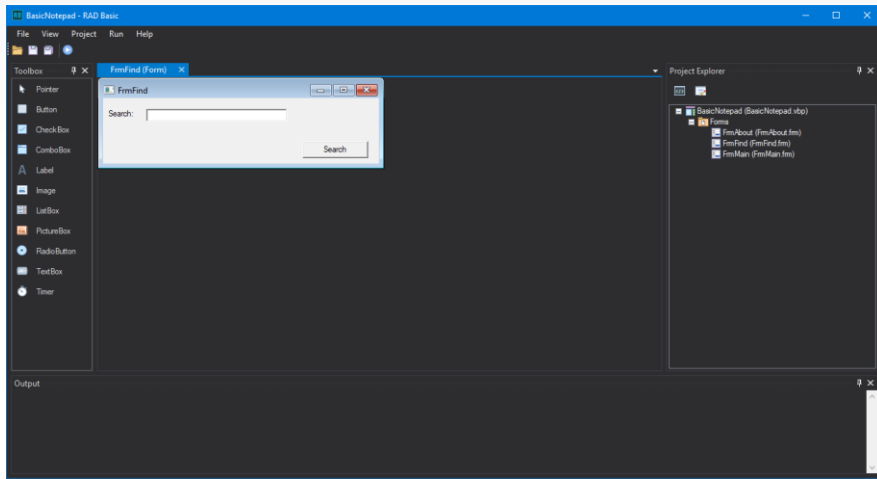 BasicNotepad - RAD Basic
File View Project Run Help
Toolbox
Pointer
Button
CheckBox
ComboBox
Label
Image
ListBox
PictureBox
RadioButton
TextBox
Timer
FrmFind (Form)
FrmFind
Search:
Search
Project Explorer
BasicNotepad (BasicNotepad.vbp)
Forms
FrmAbout (FrmAbout.frm)
FrmFind (FrmFind.frm)
FrmMain (FrmMain.frm)
Output